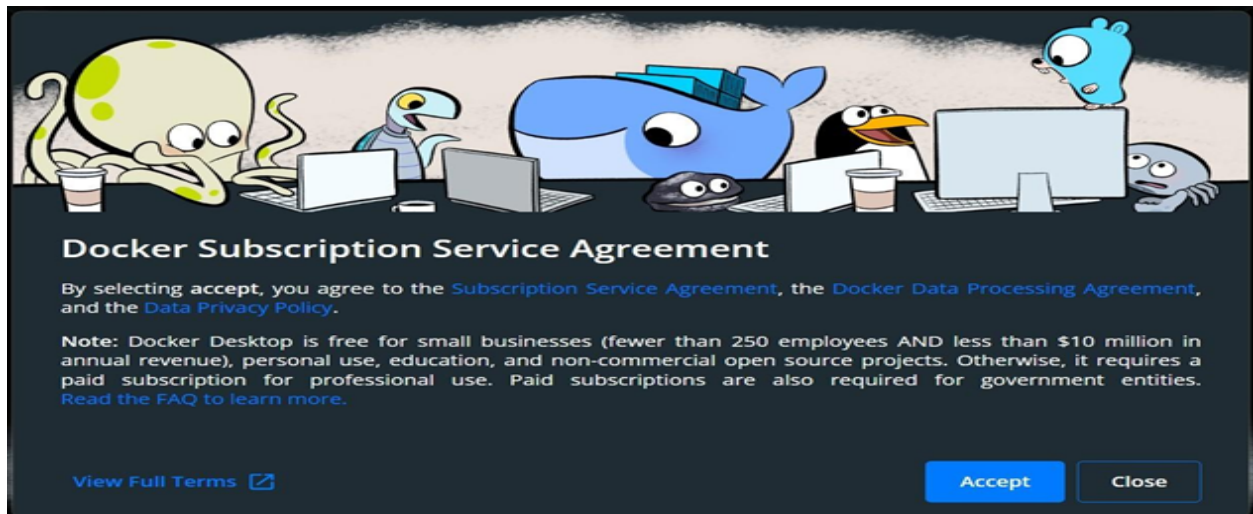 Docker Subscription Service Agreement
By selecting accept, you agree to the Subscription Service Agreement, the Docker Data Processing Agreement,
and the Data Privacy Policy.
Note: Docker Desktop is free for small businesses (fewer than 250 employees AND less than $10 million in
annual revenue), personal use, education, and non-commercial open source projects. Otherwise, it requires a
paid subscription for professional use. Paid subscriptions are also required for government entities.
Read the FAQ to learn more.
View Full Terms
Accept
Close